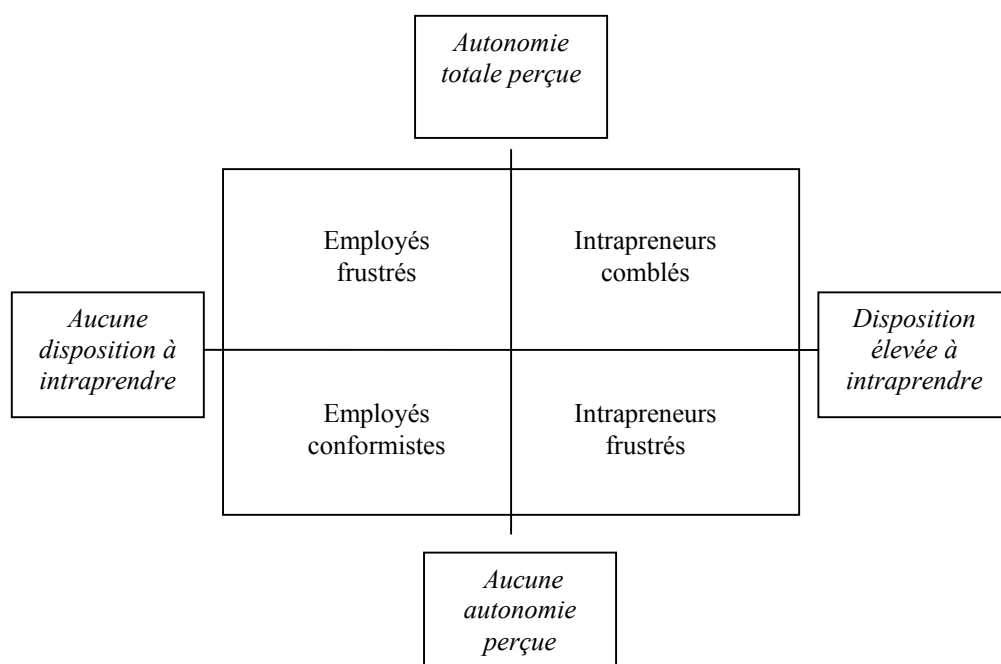 Autonomie
totale perçue
Employés
frustrés
Intrapreneurs
comblés
Aucune
disposition à
intraprendre
Disposition
élevée à
intraprendre
Employés
conformistes
Intrapreneurs
frustrés
Aucune
autonomie
perçue